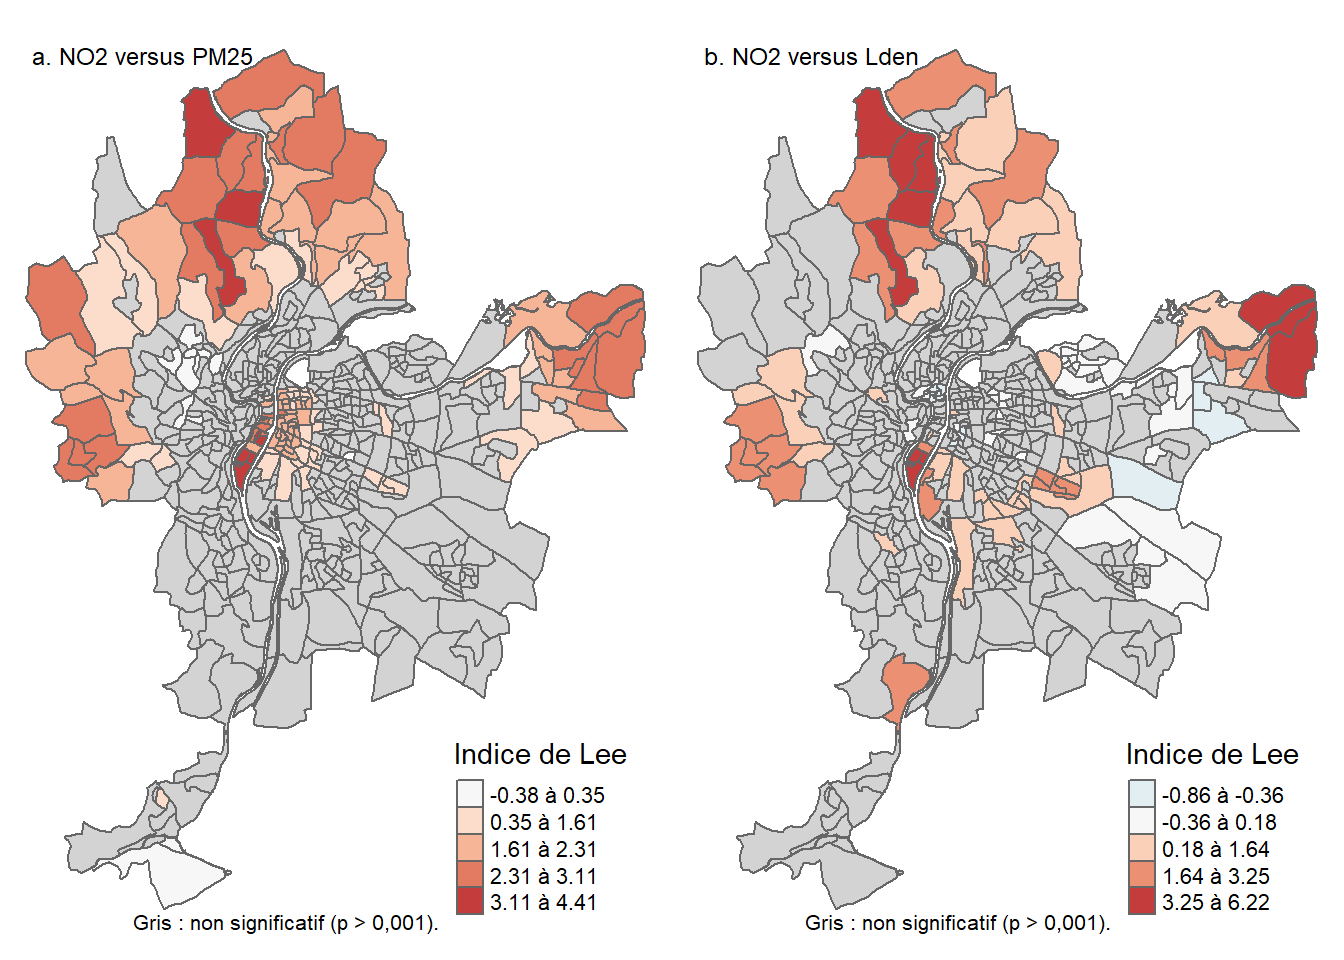 a. NO2 versus PM25
b. NO2 versus Lden
Indice de Lee
-0.38 à 0.35
0.35 à 1.61
1.61 à 2.31
2.31 à 3.11
3.11 à 4.41
Gris : non significatif (p > 0,001).
Indice de Lee
-0.86 à -0.36
-0.36 à 0.18
0.18 à 1.64
1.64 à 3.25
3.25 à 6.22
Gris : non significatif (p > 0,001).